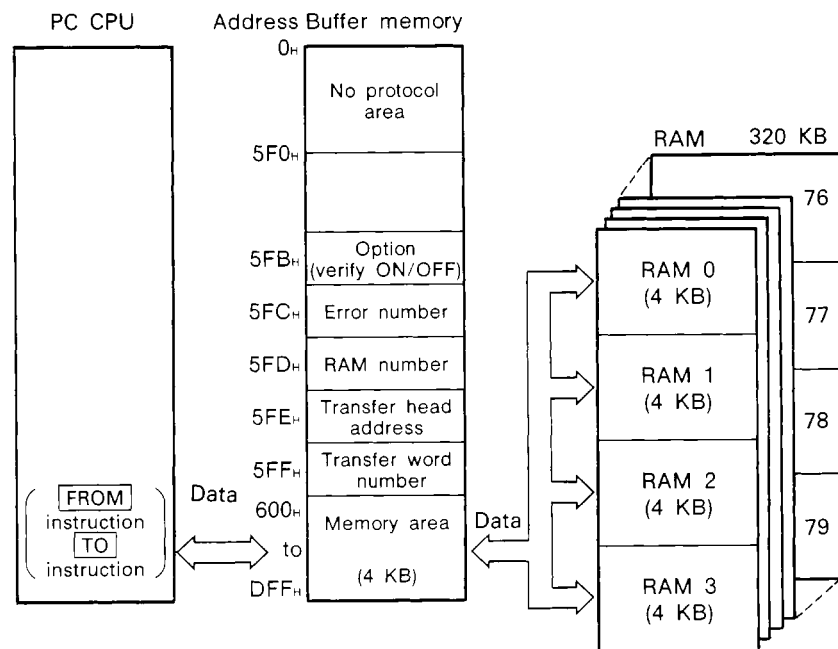 PC CPU
Address Buffer memory
0H
No protocol
area
5F0H
5FBH
Option
(verify ON/OFF)
5FCH
Error number
5FDH
RAM number
5FEH
Transfer head
address
5FFH
Transfer word
number
600H
to
DFFH
Memory area
(4 KB)
FROM
instruction
TO
instruction
Data
Data
RAM 320 KB
76
77
78
79
RAM 0
(4 KB)
RAM 1
(4 KB)
RAM 2
(4 KB)
RAM 3
(4 KB)